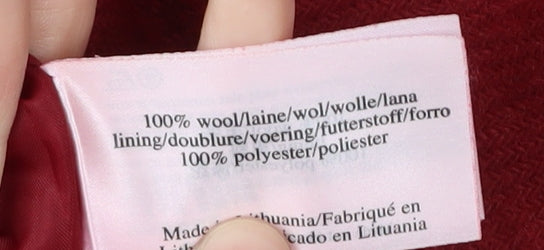 100% wool/laine/wol/wolle/lana
lining/doublure/voering/futterstoff/forro
100% polyester/poliester
Made Lithuania/Fabriqué en
en Lituania